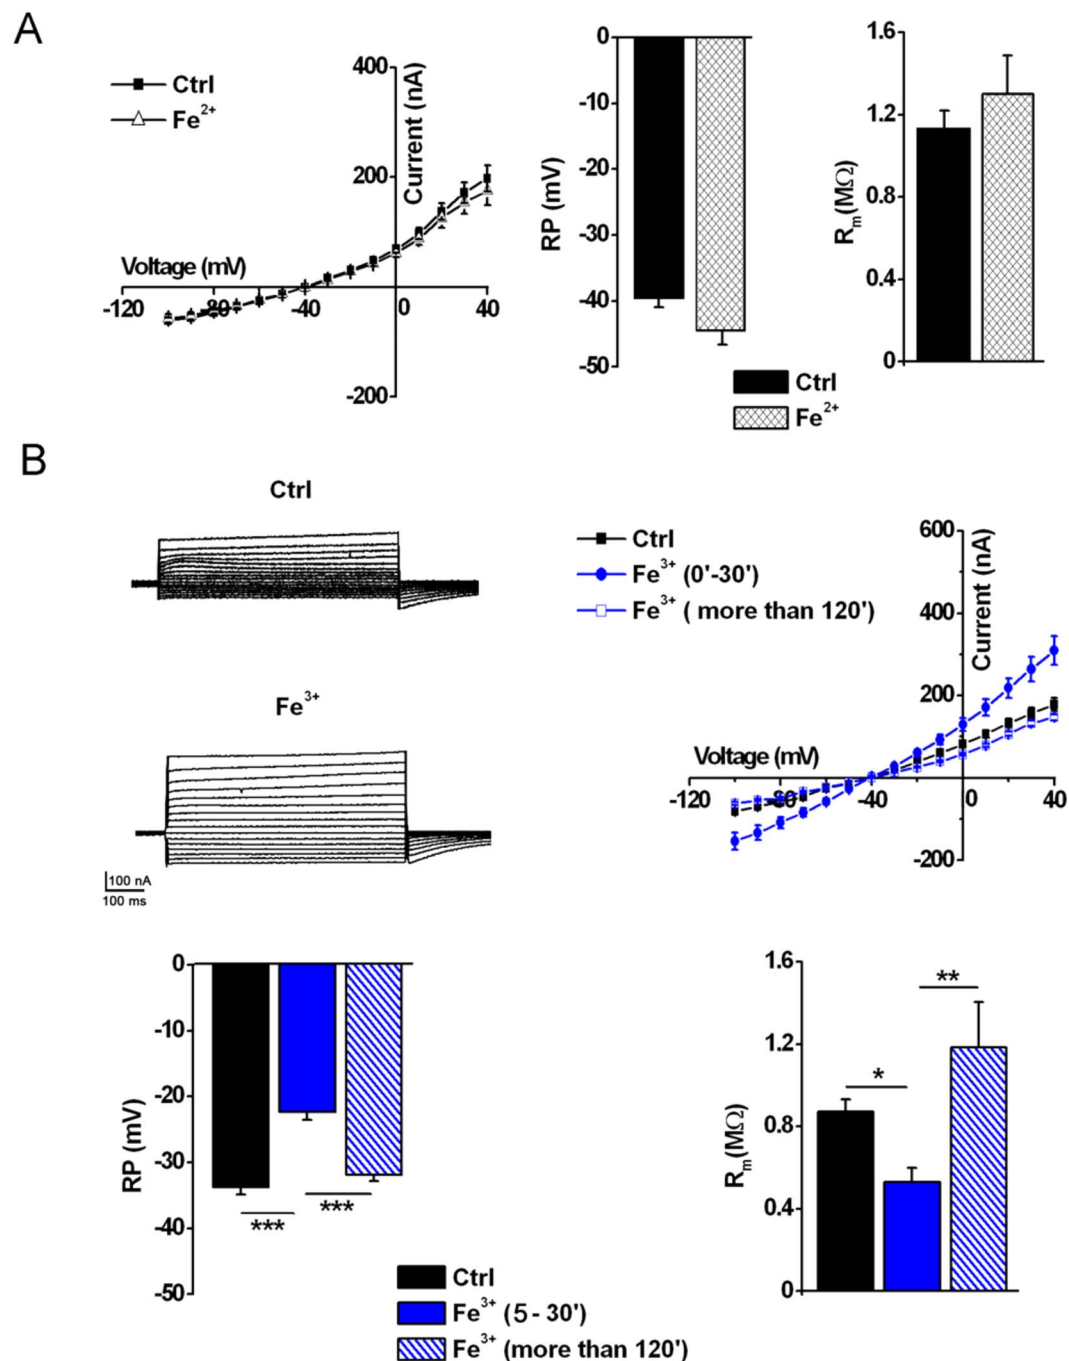 A
Ctrl
Fe2+
400
200
-200
Current (nA)
Voltage (mV)
-120
-80
-40
0
40
0
-10
-20
-30
-40
-50
RP (mV)
1.6
1.2
0.8
0.4
0
Rm(MΩ)
Ctrl
Fe2+
B
Ctrl
Fe3+
100 nA
100 ms
Ctrl
Fe3+ (0'-30')
Fe3+ ( more than 120')
600
400
200
-200
Current (nA)
Voltage (mV)
-120
-80
-40
0
40
0
-10
-20
-30
-40
-50
RP (mV)
***
***
1.6
1.2
0.8
0.4
0
Rm(MΩ)
*
**
Ctrl
Fe3+ (5 - 30')
Fe3+ (more than 120')